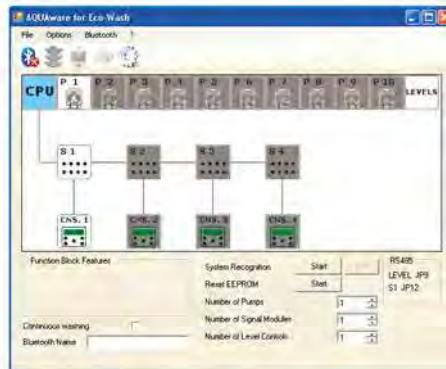 AQUAware for Eco-Wash
File Options Bluetooth ?
CPU P 1 P 2 P 3 P 4 P 5 P 6 P 7 P 8 P 9 P10 LEVELS
S 1 S 2 S 3 S 4
CNS.1 CNS.2 CNS.3 CNS.4
Function Block Features
System Recognition Start
RS485
Reset EEPROM Start
LEVEL JP9
S1 JP12
Number of Pumps 1
Number of Signal Modules 1
Continuous washing
Number of Level Controls 1
Bluetooth Name